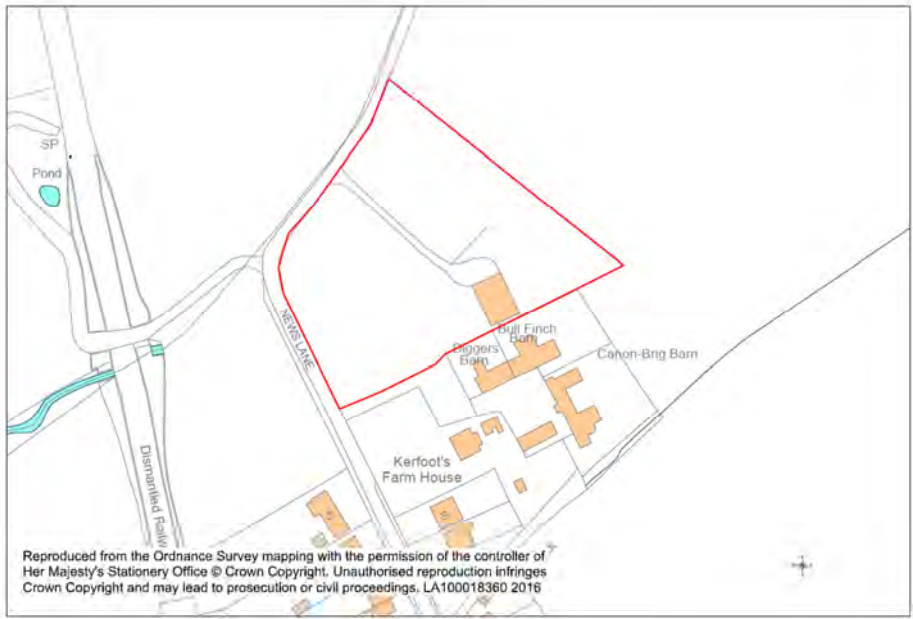 SP
Pond
NEWS LANE
Bull Finch
Barn
Diggers
Barn
Canon-Brig Barn
Kerfoot's
Farm House
Dismantled Railw
Reproduced from the Ordnance Survey mapping with the permission of the controller of
Her Majesty's Stationery Office © Crown Copyright. Unauthorised reproduction infringes
Crown Copyright and may lead to prosecution or civil proceedings. LA100018360 2016